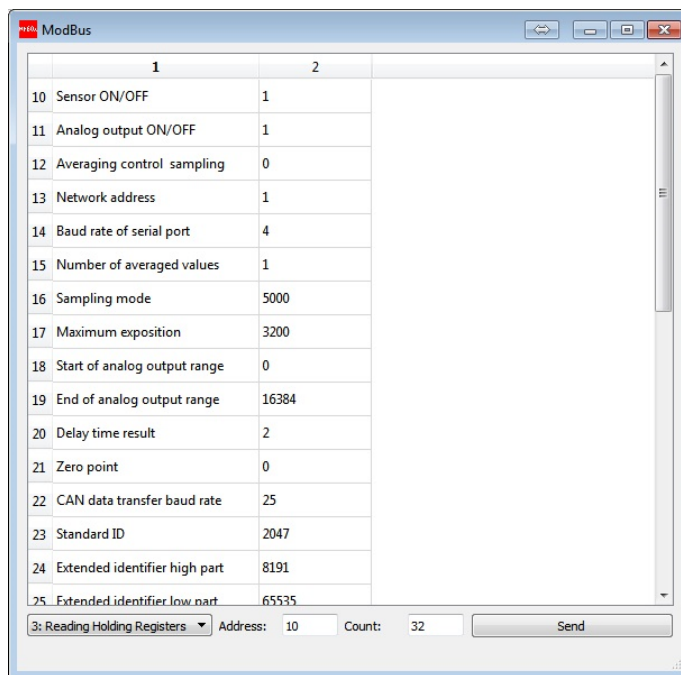 ModBus
1 2
10 Sensor ON/OFF 1
11 Analog output ON/OFF 1
12 Averaging control sampling 0
13 Network address 1
14 Baud rate of serial port 4
15 Number of averaged values 1
16 Sampling mode 5000
17 Maximum exposition 3200
18 Start of analog output range 0
19 End of analog output range 16384
20 Delay time result 2
21 Zero point 0
22 CAN data transfer baud rate 25
23 Standard ID 2047
24 Extended identifier high part 8191
25 Extended identifier low part 65535
3: Reading Holding Registers Address: 10 Count: 32 Send